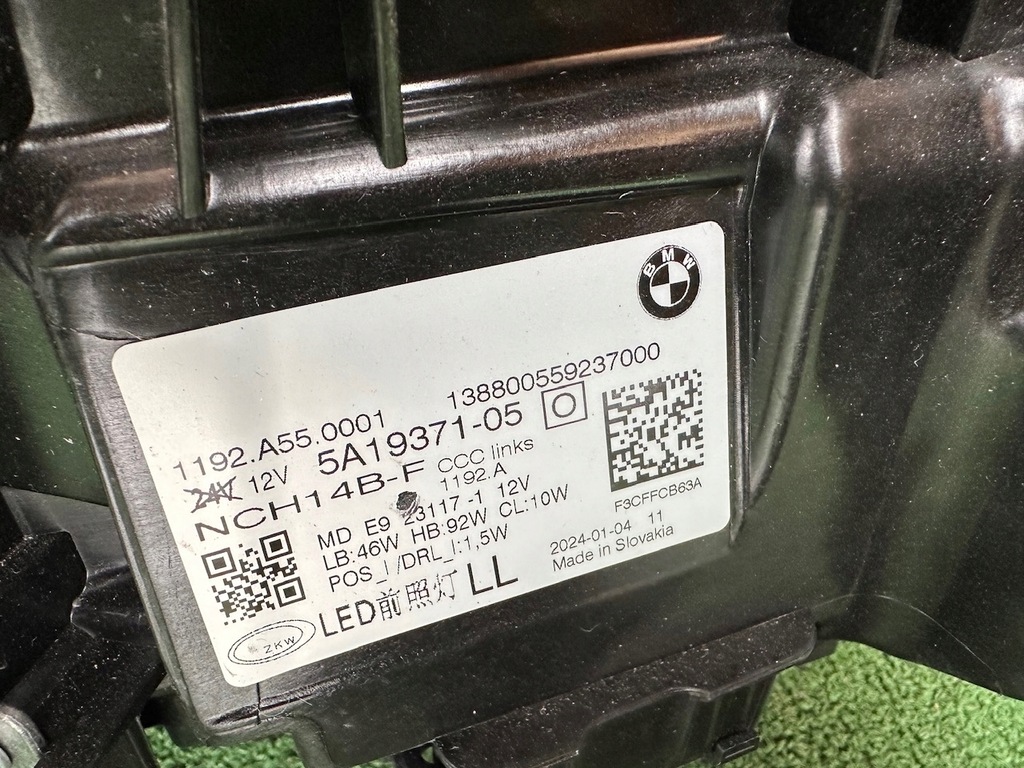 BMW
138800559237000
1192.A55.0001
24V 12V 5A19371-05 O
NCH14B-F CCC links
1192.A
MD E9 23117 -1 12V
LB:46W HB:92W CL:10W
POS_I /DRL_I:1,5W
LED前照灯 LL
F3CFFCB63A
2024-01-04 11
Made in Slovakia
ZKW